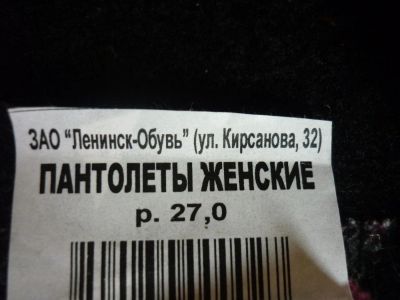 ЗАО "Ленинск-Обувь" (ул. Кирсанова, 32)
ПАНТОЛЕТЫ ЖЕНСКИЕ
р. 27,0